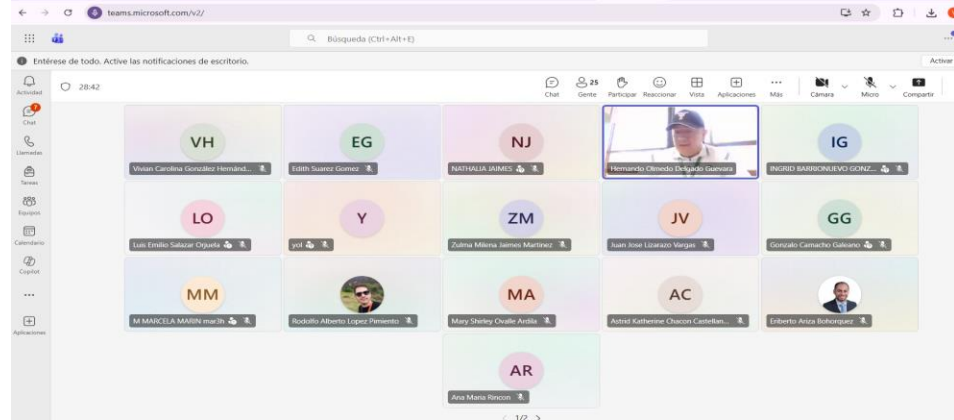 teams.microsoft.com/v2/
Búsqueda (Ctrl+Alt+E)
Entérese de todo. Active las notificaciones de escritorio.
Activar
Actividad
28:42
Chat
25
Gente
Participar
Reaccionar
Vista
Aplicaciones
Más
Cámara
Micro
Compartir
7
Chat
Llamadas
Tareas
Equipos
Calendario
Copilot
Aplicaciones
VH
Vivian Carolina González Hernánd...
EG
Edith Suarez Gomez
NJ
NATHALIA JAIMES
Hernando Olmedo Delgado Guevara
IG
INGRID BARRIONUEVO GONZ...
LO
Luis Emilio Salazar Orjuela
Y
yol
ZM
Zulma Milena Jaimes Martinez
JV
Juan Jose Lizarazo Vargas
GG
Gonzalo Camacho Galeano
MM
M MARCELA MARIN mar3h
Rodolfo Alberto Lopez Pimiento
MA
Mary Shirley Ovalle Ardila
AC
Astrid Katherine Chacon Castellan...
Eriberto Ariza Bohorquez
AR
Ana Maria Rincon
1/2